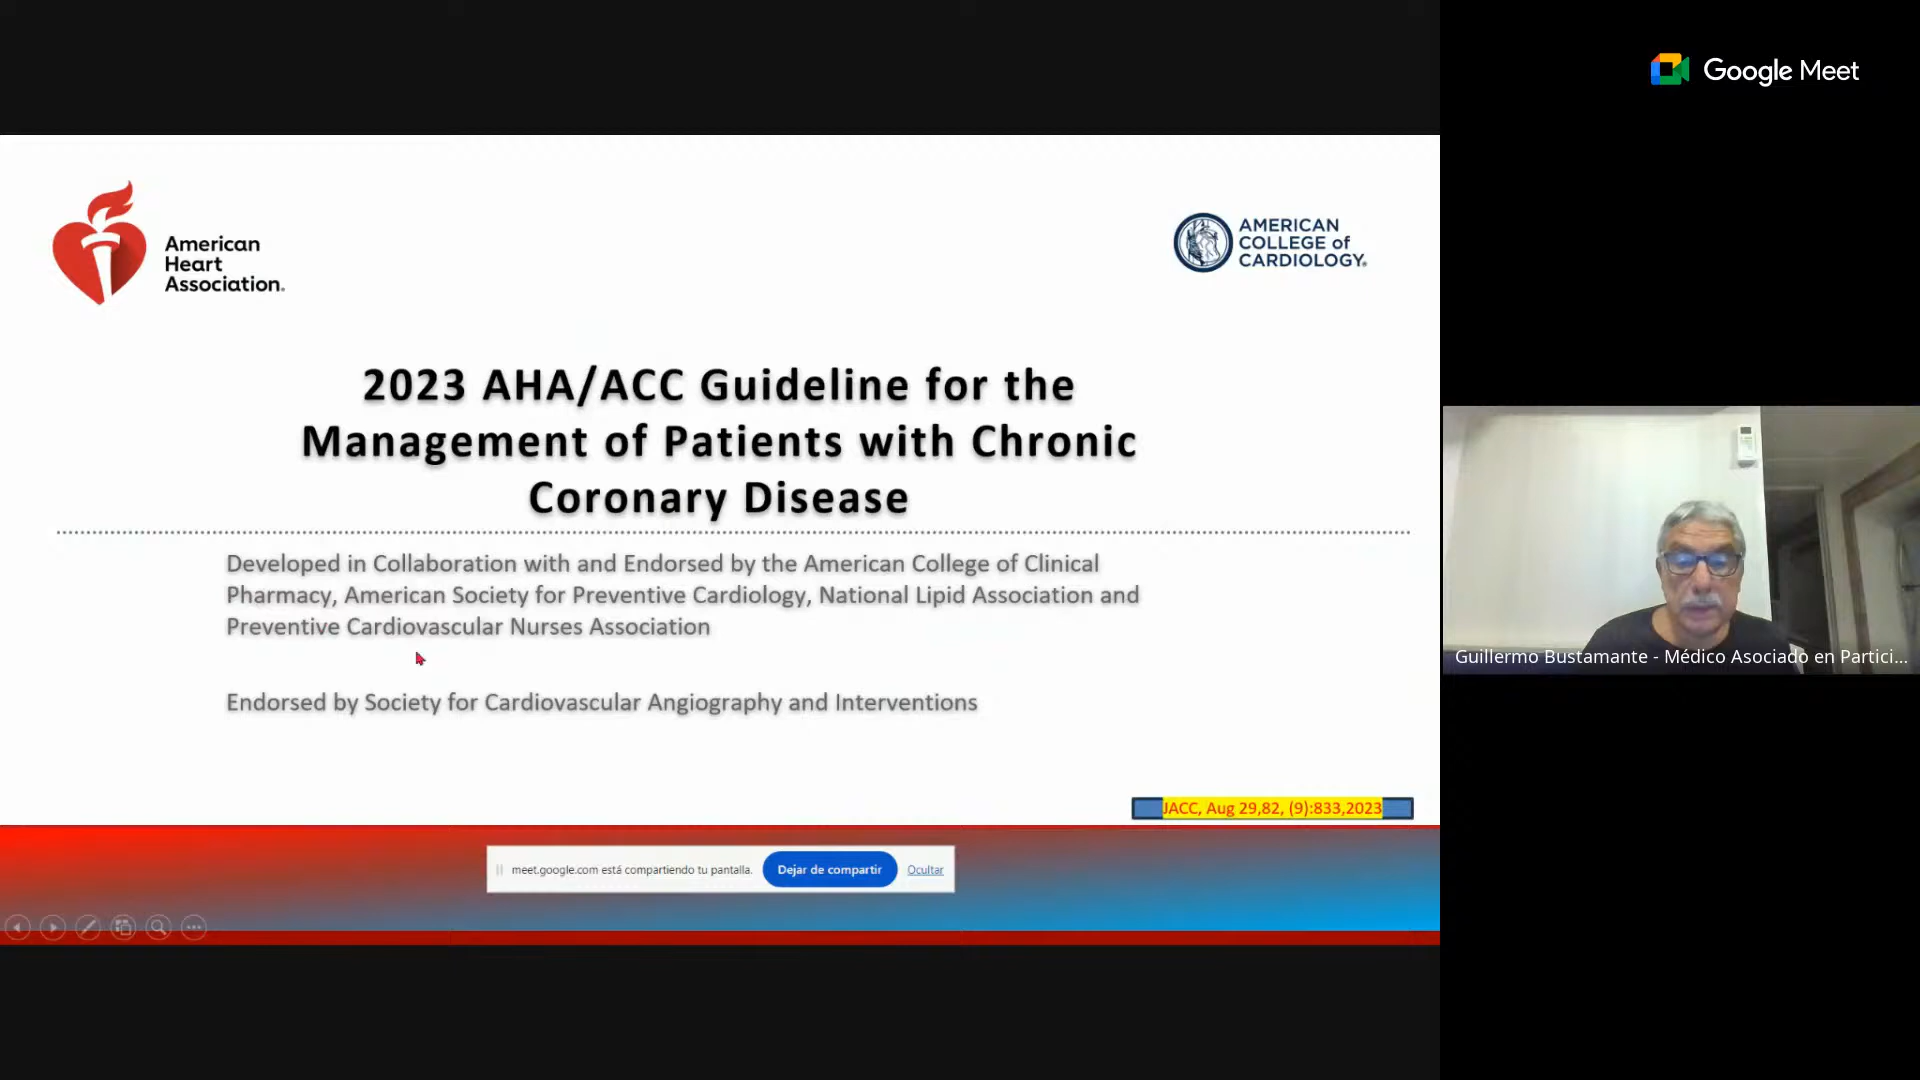 Google Meet
American
Heart
Association.
AMERICAN
COLLEGE of
CARDIOLOGY.
2023 AHA/ACC Guideline for the
Management of Patients with Chronic
Coronary Disease
Developed in Collaboration with and Endorsed by the American College of Clinical
Pharmacy, American Society for Preventive Cardiology, National Lipid Association and
Preventive Cardiovascular Nurses Association
Endorsed by Society for Cardiovascular Angiography and Interventions
JACC, Aug 29,82, (9):833,2023
meet.google.com está compartiendo tu pantalla. Dejar de compartir Ocultar
Guillermo Bustamante - Médico Asociado en Partici...